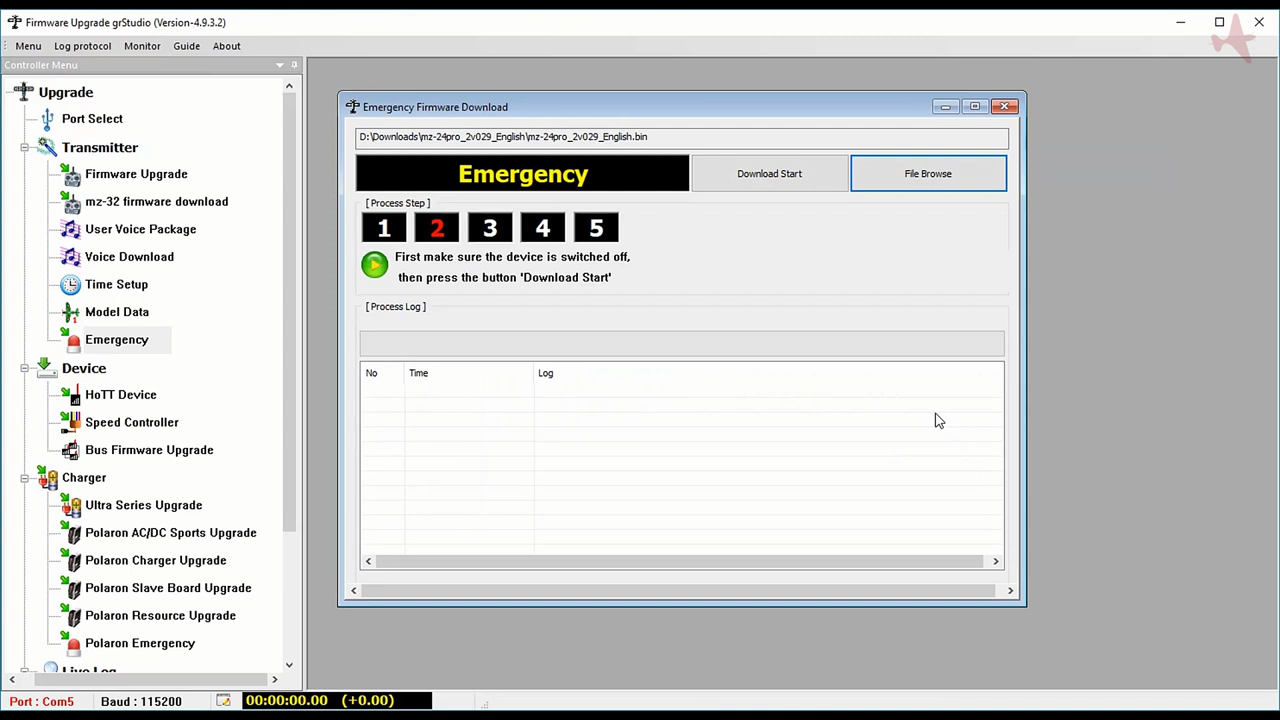 Firmware Upgrade grStudio (Version-4.9.3.2)
Menu Log protocol Monitor Guide About
Controller Menu
Upgrade
Port Select
Transmitter
Firmware Upgrade
mz-32 firmware download
User Voice Package
Voice Download
Time Setup
Model Data
Emergency
Device
HoTT Device
Speed Controller
Bus Firmware Upgrade
Charger
Ultra Series Upgrade
Polaron AC/DC Sports Upgrade
Polaron Charger Upgrade
Polaron Slave Board Upgrade
Polaron Resource Upgrade
Polaron Emergency
Live Log
Emergency Firmware Download
D:\Downloads\mz-24pro_2v029_English\mz-24pro_2v029_English.bin
Emergency Download Start File Browse
[ Process Step ]
1 2 3 4 5
First make sure the device is switched off,
then press the button 'Download Start'
[ Process Log ]
No Time Log
Port : Com5 Baud : 115200 00:00:00.00 (+0.00)